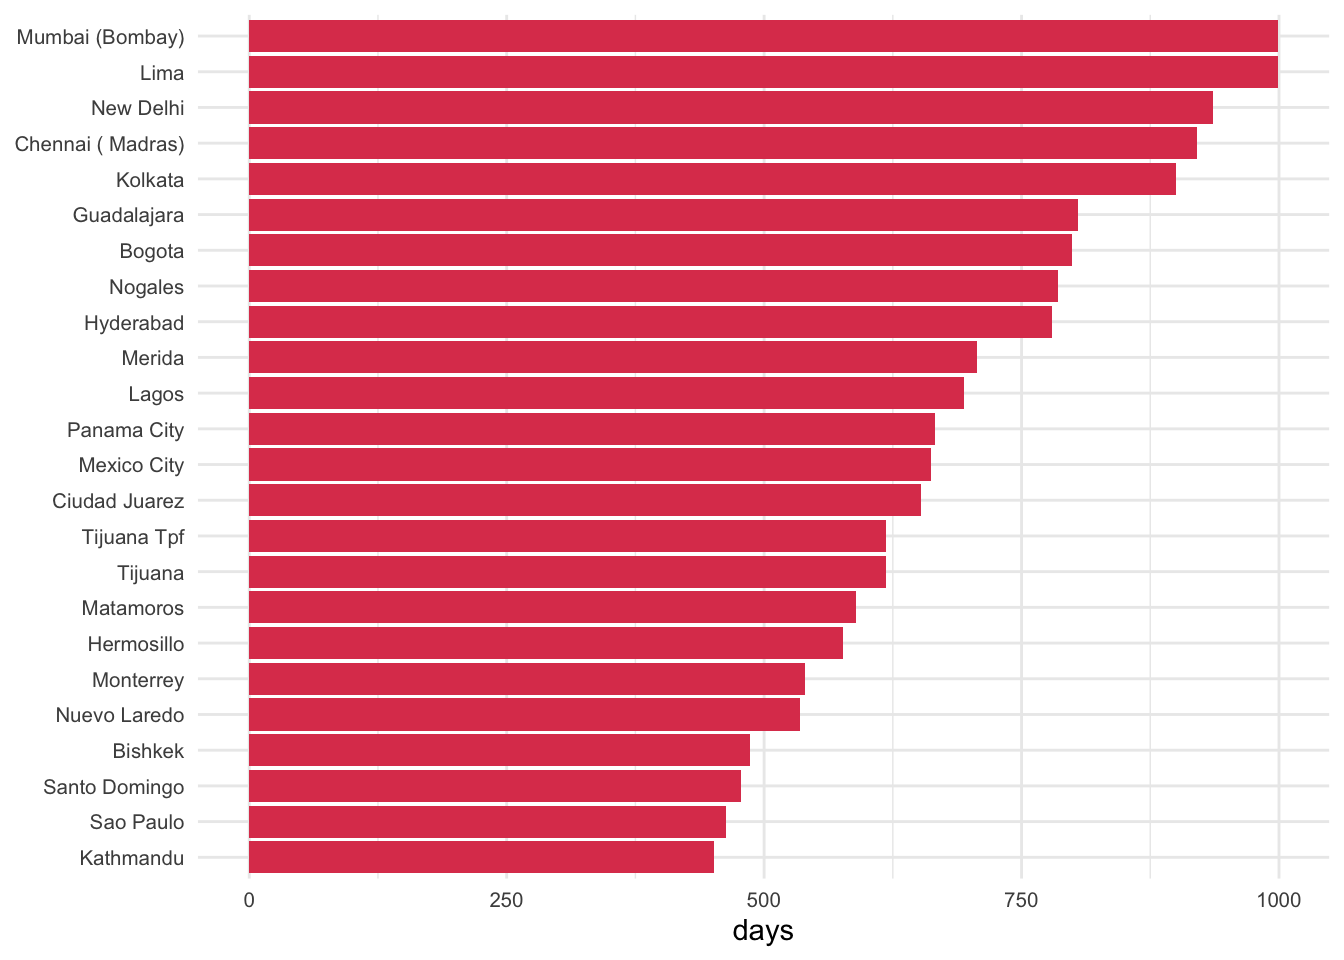 Mumbai (Bombay)
Lima
New Delhi
Chennai ( Madras)
Kolkata
Guadalajara
Bogota
Nogales
Hyderabad
Merida
Lagos
Panama City
Mexico City
Ciudad Juarez
Tijuana Tpf
Tijuana
Matamoros
Hermosillo
Monterrey
Nuevo Laredo
Bishkek
Santo Domingo
Sao Paulo
Kathmandu
0 250 500 750 1000
days